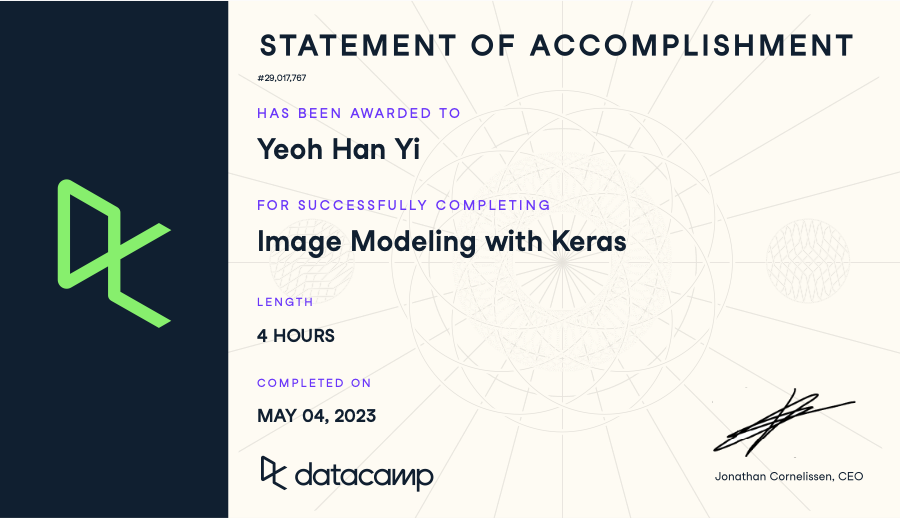 STATEMENT OF ACCOMPLISHMENT
#29,017,767
HAS BEEN AWARDED TO
Yeoh Han Yi
FOR SUCCESSFULLY COMPLETING
Image Modeling with Keras
LENGTH
4 HOURS
COMPLETED ON
MAY 04, 2023
datacamp
Jonathan Cornelissen, CEO